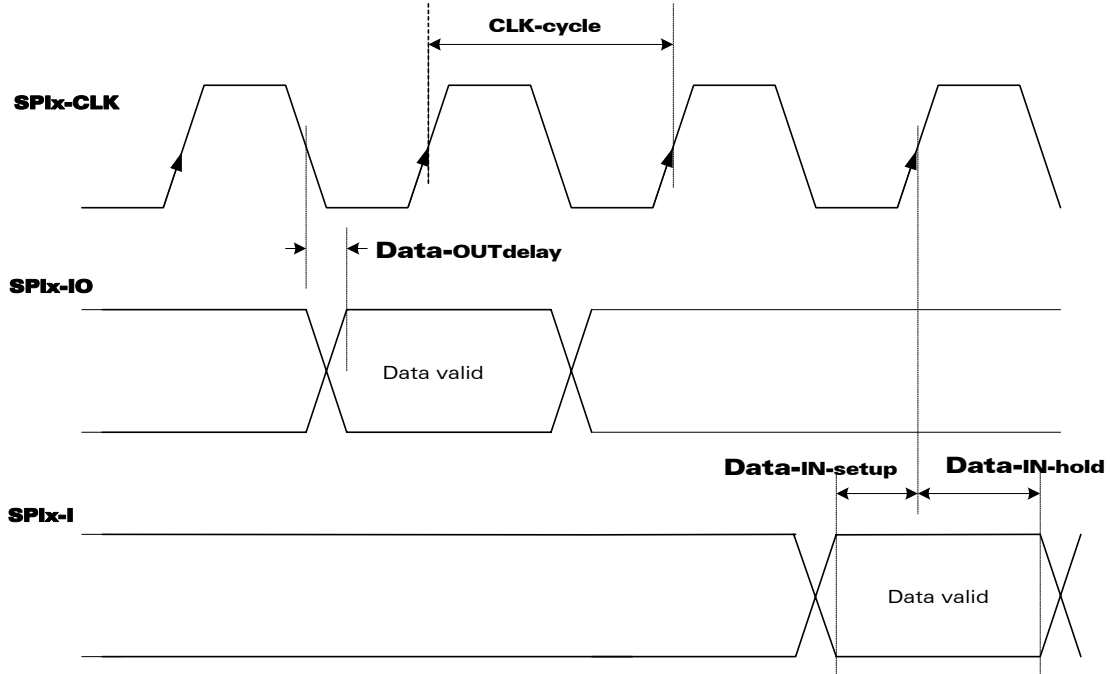 CLK-cycle
SPIx-CLK
Data-OUTdelay
SPIx-IO
Data valid
Data-IN-setup
Data-IN-hold
SPIx-I
Data valid